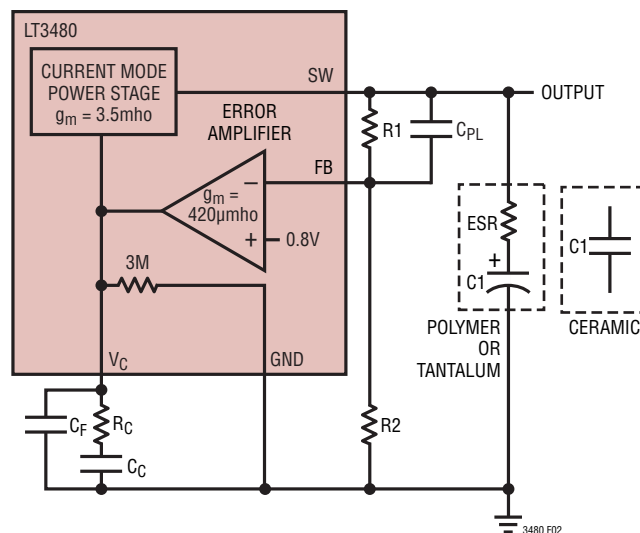 LT3480
CURRENT MODE
POWER STAGE
gm = 3.5mho
SW
OUTPUT
ERROR
AMPLIFIER
R1
CPL
FB
gm =
420µmho
−
+
0.8V
ESR
+
C1
C1
3M
POLYMER
OR
TANTALUM
CERAMIC
VC
GND
CF
RC
CC
R2
3480 F02